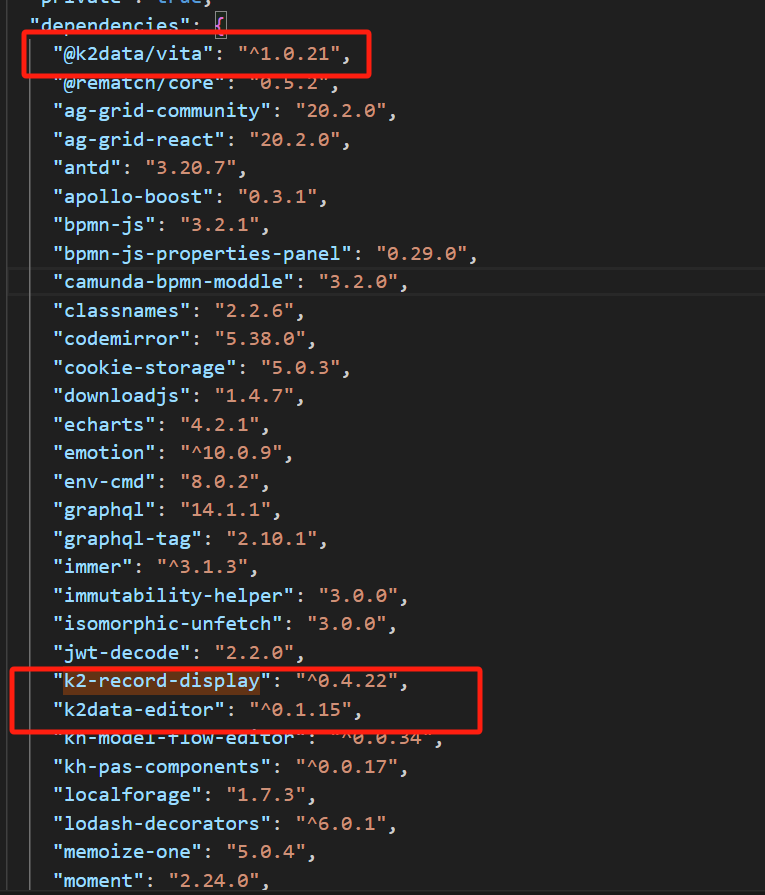 "private": true,
"dependencies": {
"@k2data/vita": "^1.0.21",
"@rematch/core": "0.5.2",
"ag-grid-community": "20.2.0",
"ag-grid-react": "20.2.0",
"antd": "3.20.7",
"apollo-boost": "0.3.1",
"bpmn-js": "3.2.1",
"bpmn-js-properties-panel": "0.29.0",
"camunda-bpmn-moddle": "3.2.0",
"classnames": "2.2.6",
"codemirror": "5.38.0",
"cookie-storage": "5.0.3",
"downloadjs": "1.4.7",
"echarts": "4.2.1",
"emotion": "^10.0.9",
"env-cmd": "8.0.2",
"graphql": "14.1.1",
"graphql-tag": "2.10.1",
"immer": "^3.1.3",
"immutability-helper": "3.0.0",
"isomorphic-unfetch": "3.0.0",
"jwt-decode": "2.2.0",
"k2-record-display": "^0.4.22",
"k2data-editor": "^0.1.15",
"kh-model-flow-editor": "^0.0.34",
"kh-pas-components": "^0.0.17",
"localforage": "1.7.3",
"lodash-decorators": "^6.0.1",
"memoize-one": "5.0.4",
"moment": "2.24.0",